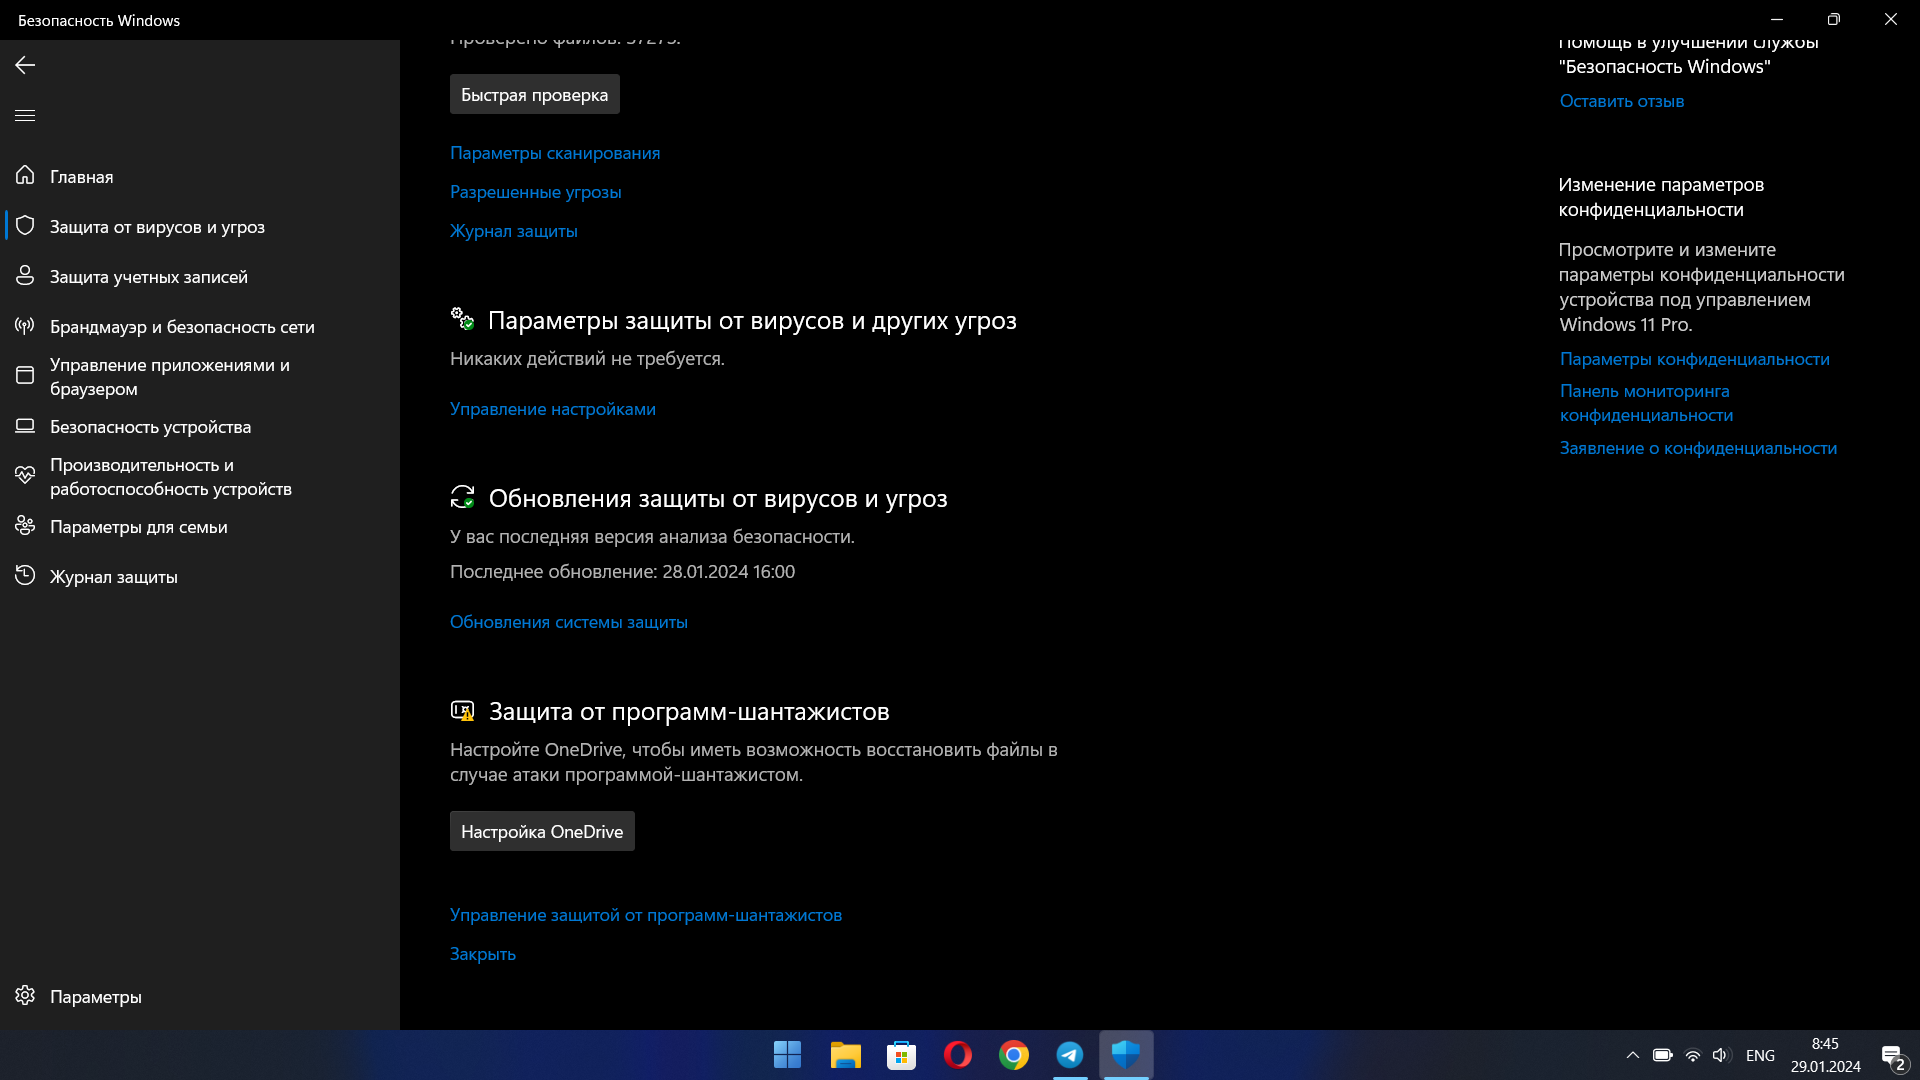 Безопасность Windows
Главная
Защита от вирусов и угроз
Защита учетных записей
Брандмауэр и безопасность сети
Управление приложениями и
браузером
Безопасность устройства
Производительность и
работоспособность устройств
Параметры для семьи
Журнал защиты
Параметры
Проверено файлов: 37275.
Быстрая проверка
Параметры сканирования
Разрешенные угрозы
Журнал защиты
Параметры защиты от вирусов и других угроз
Никаких действий не требуется.
Управление настройками
Обновления защиты от вирусов и угроз
У вас последняя версия анализа безопасности.
Последнее обновление: 28.01.2024 16:00
Обновления системы защиты
Защита от программ-шантажистов
Настройте OneDrive, чтобы иметь возможность восстановить файлы в
случае атаки программой-шантажистом.
Настройка OneDrive
Управление защитой от программ-шантажистов
Закрыть
Помощь в улучшении службы
"Безопасность Windows"
Оставить отзыв
Изменение параметров
конфиденциальности
Просмотрите и измените
параметры конфиденциальности
устройства под управлением
Windows 11 Pro.
Параметры конфиденциальности
Панель мониторинга
конфиденциальности
Заявление о конфиденциальности
ENG
8:45
29.01.2024
2